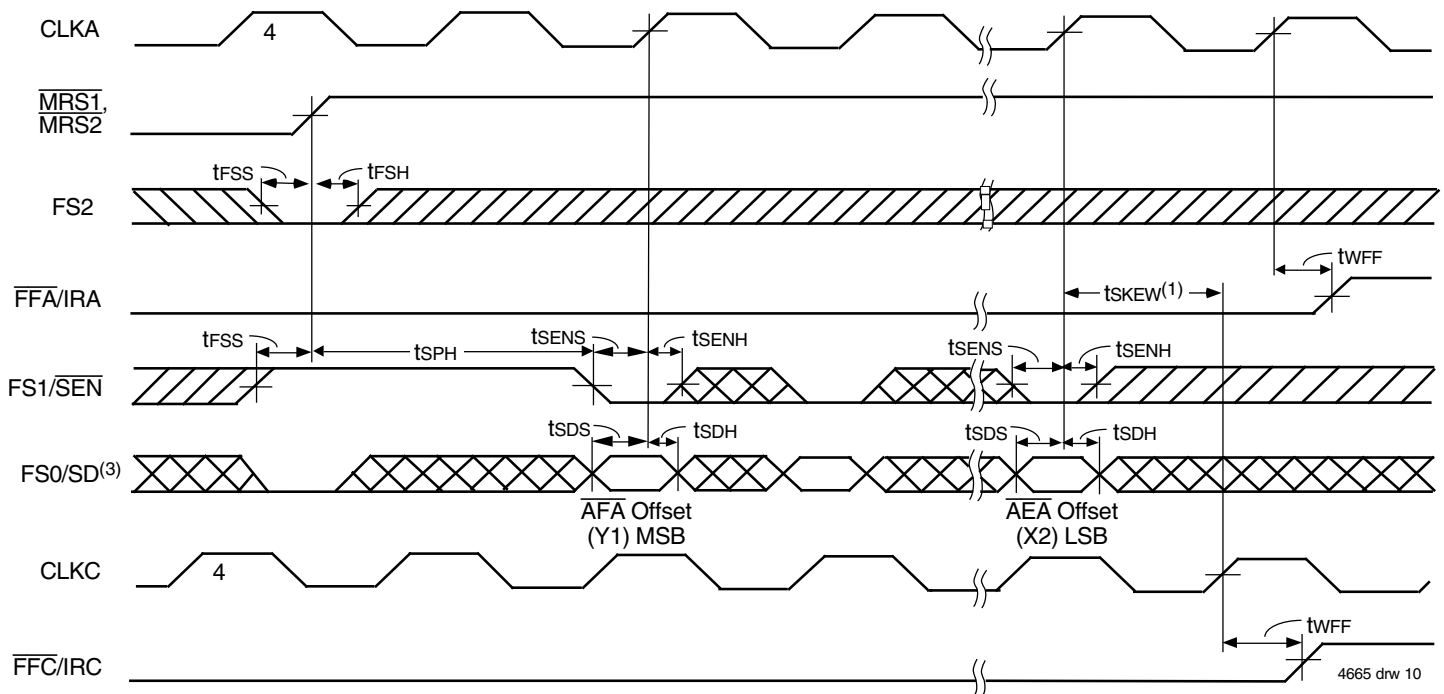 CLKA
4
MRS1,
MRS2
tFSS
tFSH
FS2
tWFF
FFA/IRA
tSKEW(1)
tFSS
tSPH
tSENS
tSENH
tSENS
tSENH
FS1/SEN
tSDS
tSDH
tSDS
tSDH
FS0/SD(3)
AFA Offset
(Y1) MSB
AEA Offset
(X2) LSB
CLKC
4
tWFF
FFC/IRC
4665 drw 10